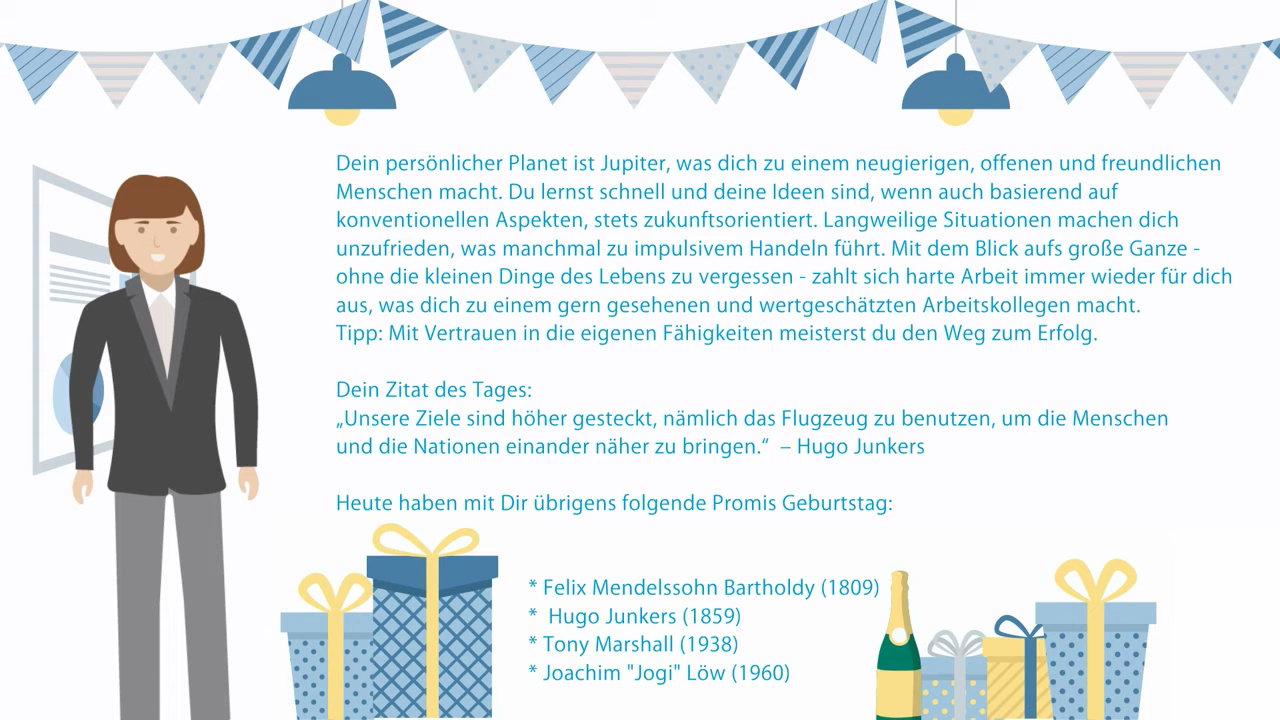 Dein persönlicher Planet ist Jupiter, was dich zu einem neugierigen, offenen und freundlichen
Menschen macht. Du lernst schnell und deine Ideen sind, wenn auch basierend auf
konventionellen Aspekten, stets zukunftsorientiert. Langweilige Situationen machen dich
unzufrieden, was manchmal zu impulsivem Handeln führt. Mit dem Blick aufs große Ganze -
ohne die kleinen Dinge des Lebens zu vergessen - zahlt sich harte Arbeit immer wieder für dich
aus, was dich zu einem gern gesehenen und wertgeschätzten Arbeitskollegen macht.
Tipp: Mit Vertrauen in die eigenen Fähigkeiten meisterst du den Weg zum Erfolg.
Dein Zitat des Tages:
„Unsere Ziele sind höher gesteckt, nämlich das Flugzeug zu benutzen, um die Menschen
und die Nationen einander näher zu bringen.“  – Hugo Junkers
Heute haben mit Dir übrigens folgende Promis Geburtstag:
* Felix Mendelssohn Bartholdy (1809)
*  Hugo Junkers (1859)
* Tony Marshall (1938)
* Joachim "Jogi" Löw (1960)